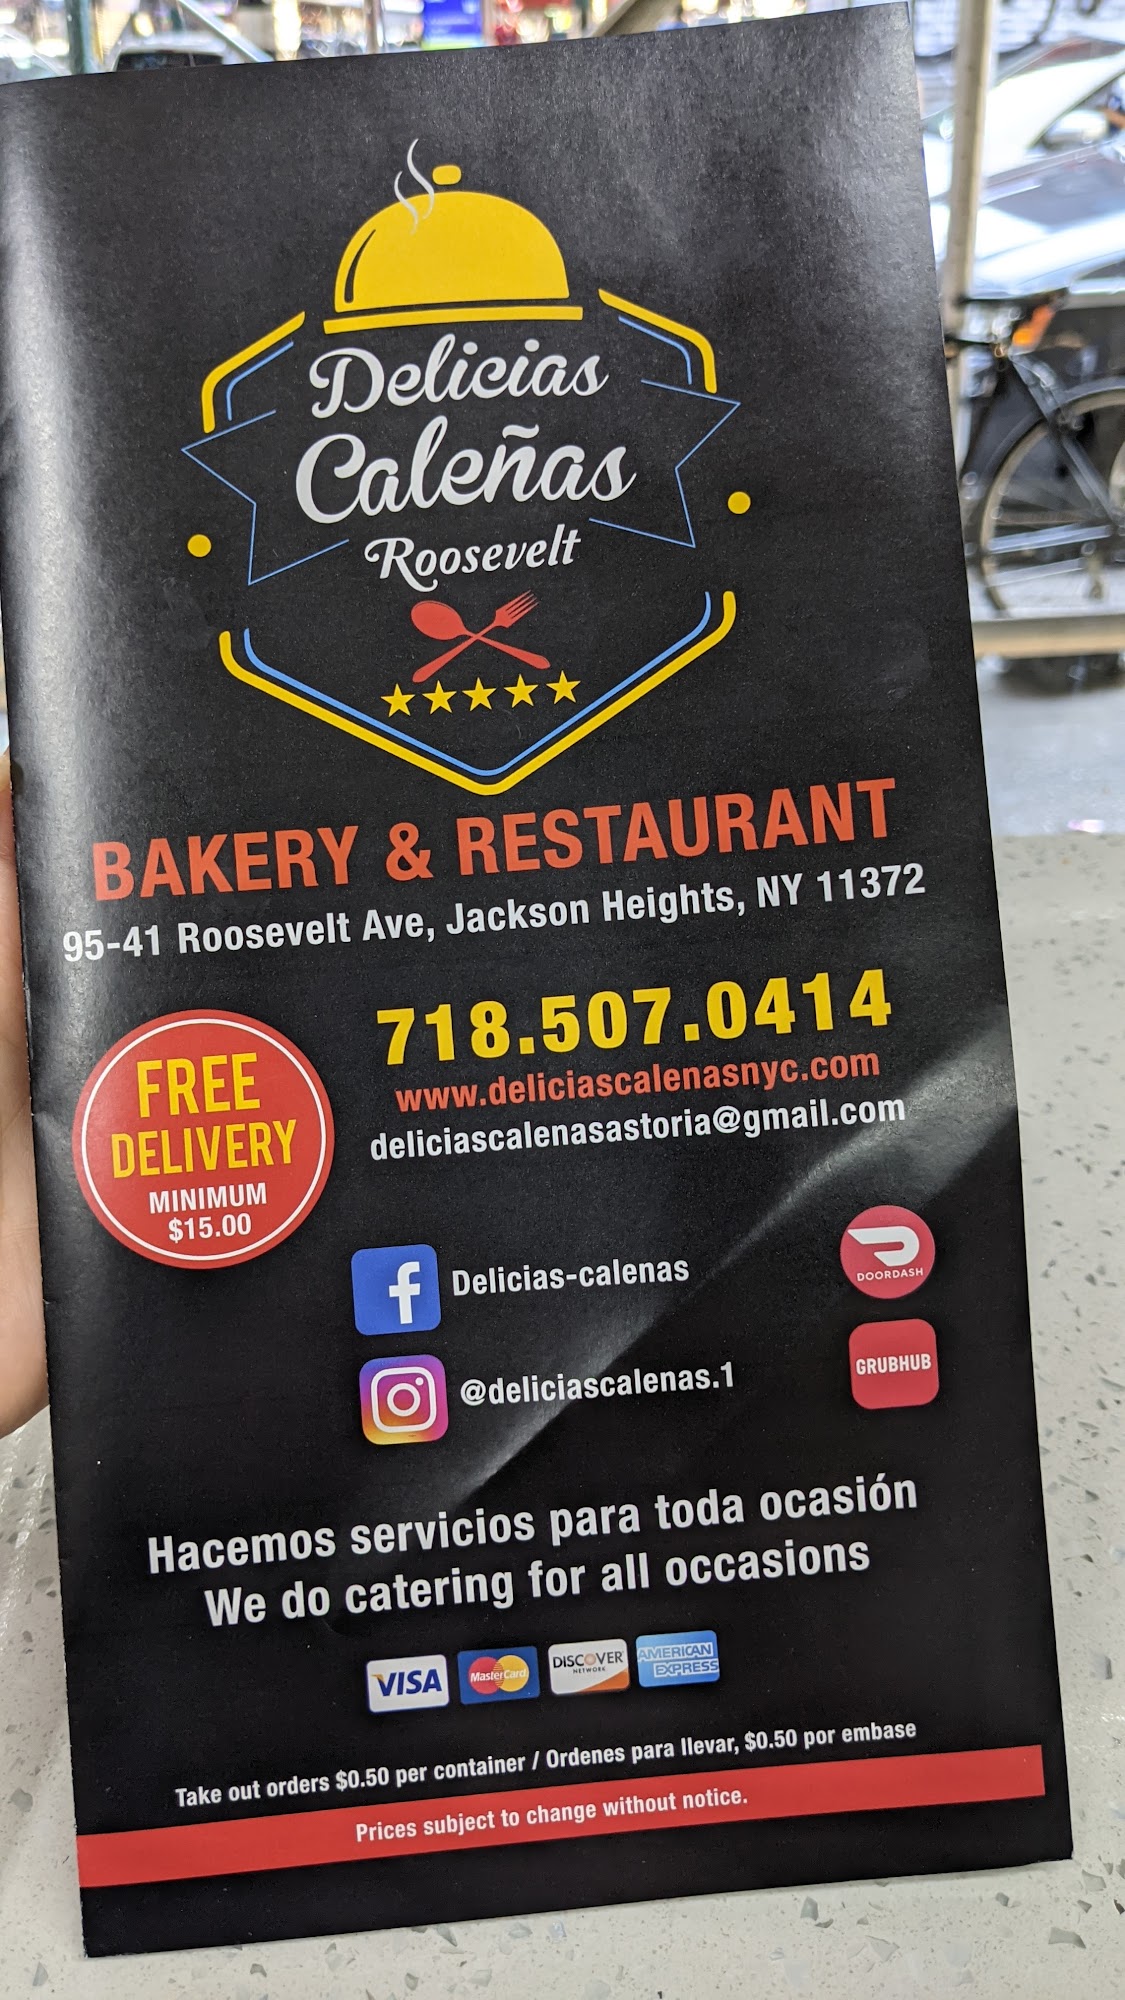 Delicias
Caleñas
Roosevelt
BAKERY & RESTAURANT
95-41 Roosevelt Ave, Jackson Heights, NY 11372
718.507.0414
www.deliciascalenasnyc.com
deliciascalenasastoria@gmail.com
FREE
DELIVERY
MINIMUM
$15.00
f Delicias-calenas
@deliciascalenas.1
DOORDASH
GRUBHUB
Hacemos servicios para toda ocasión
We do catering for all occasions
VISA MasterCard DISCOVER NETWORK AMERICAN EXPRESS
Take out orders $0.50 per container / Ordenes para llevar, $0.50 por embase
Prices subject to change without notice.